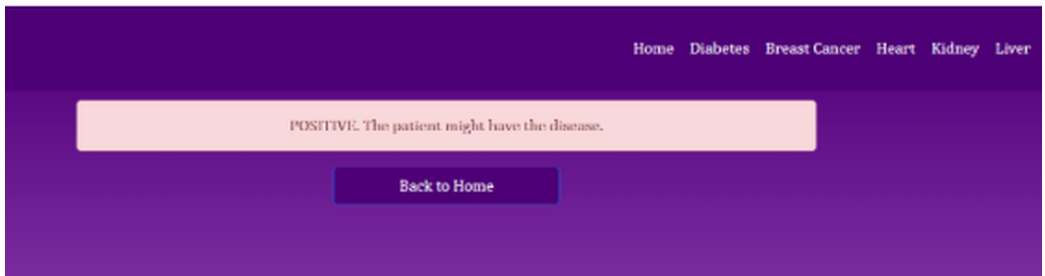 Home Diabetes Breast Cancer Heart Kidney Liver
POSITIVE. The patient might have the disease.
Back to Home